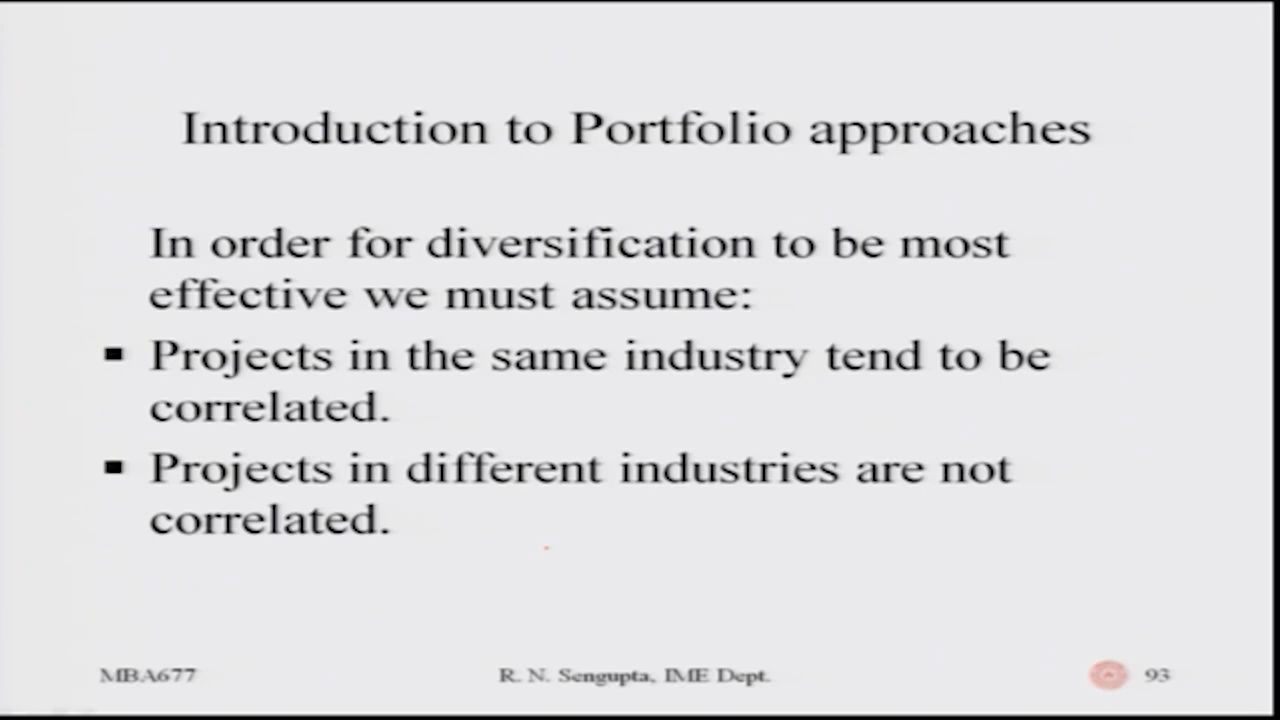 Introduction to Portfolio approaches
In order for diversification to be most
effective we must assume:
▪ Projects in the same industry tend to be
correlated.
▪ Projects in different industries are not
correlated.
MBA677
R. N. Sengupta, IME Dept.
93